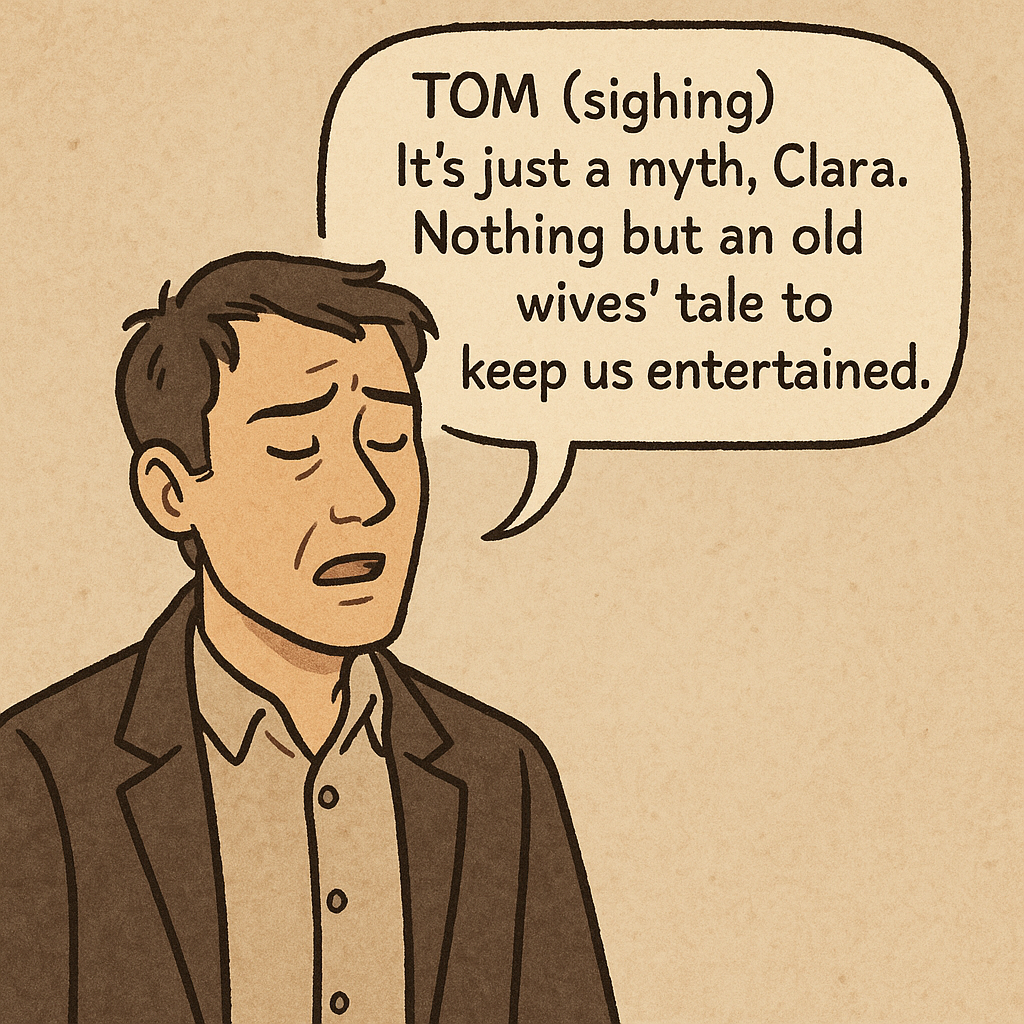 TOM (sighing)
It's just a myth, Clara.
Nothing but an old
wives' tale to
keep us entertained.